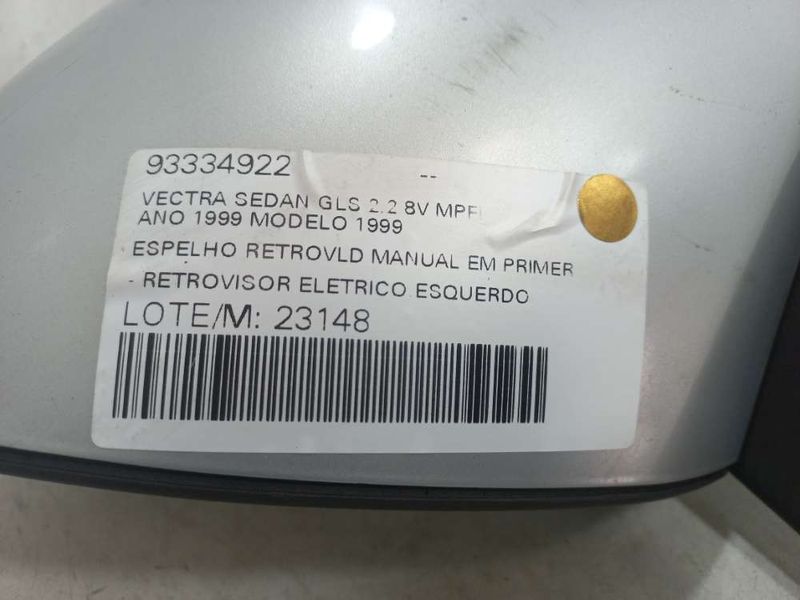 93334922 --
VECTRA SEDAN GLS 2.2 8V MPFI
ANO 1999 MODELO 1999
ESPELHO RETROVLD MANUAL EM PRIMER
- RETROVISOR ELETRICO ESQUERDO
LOTE/M: 23148